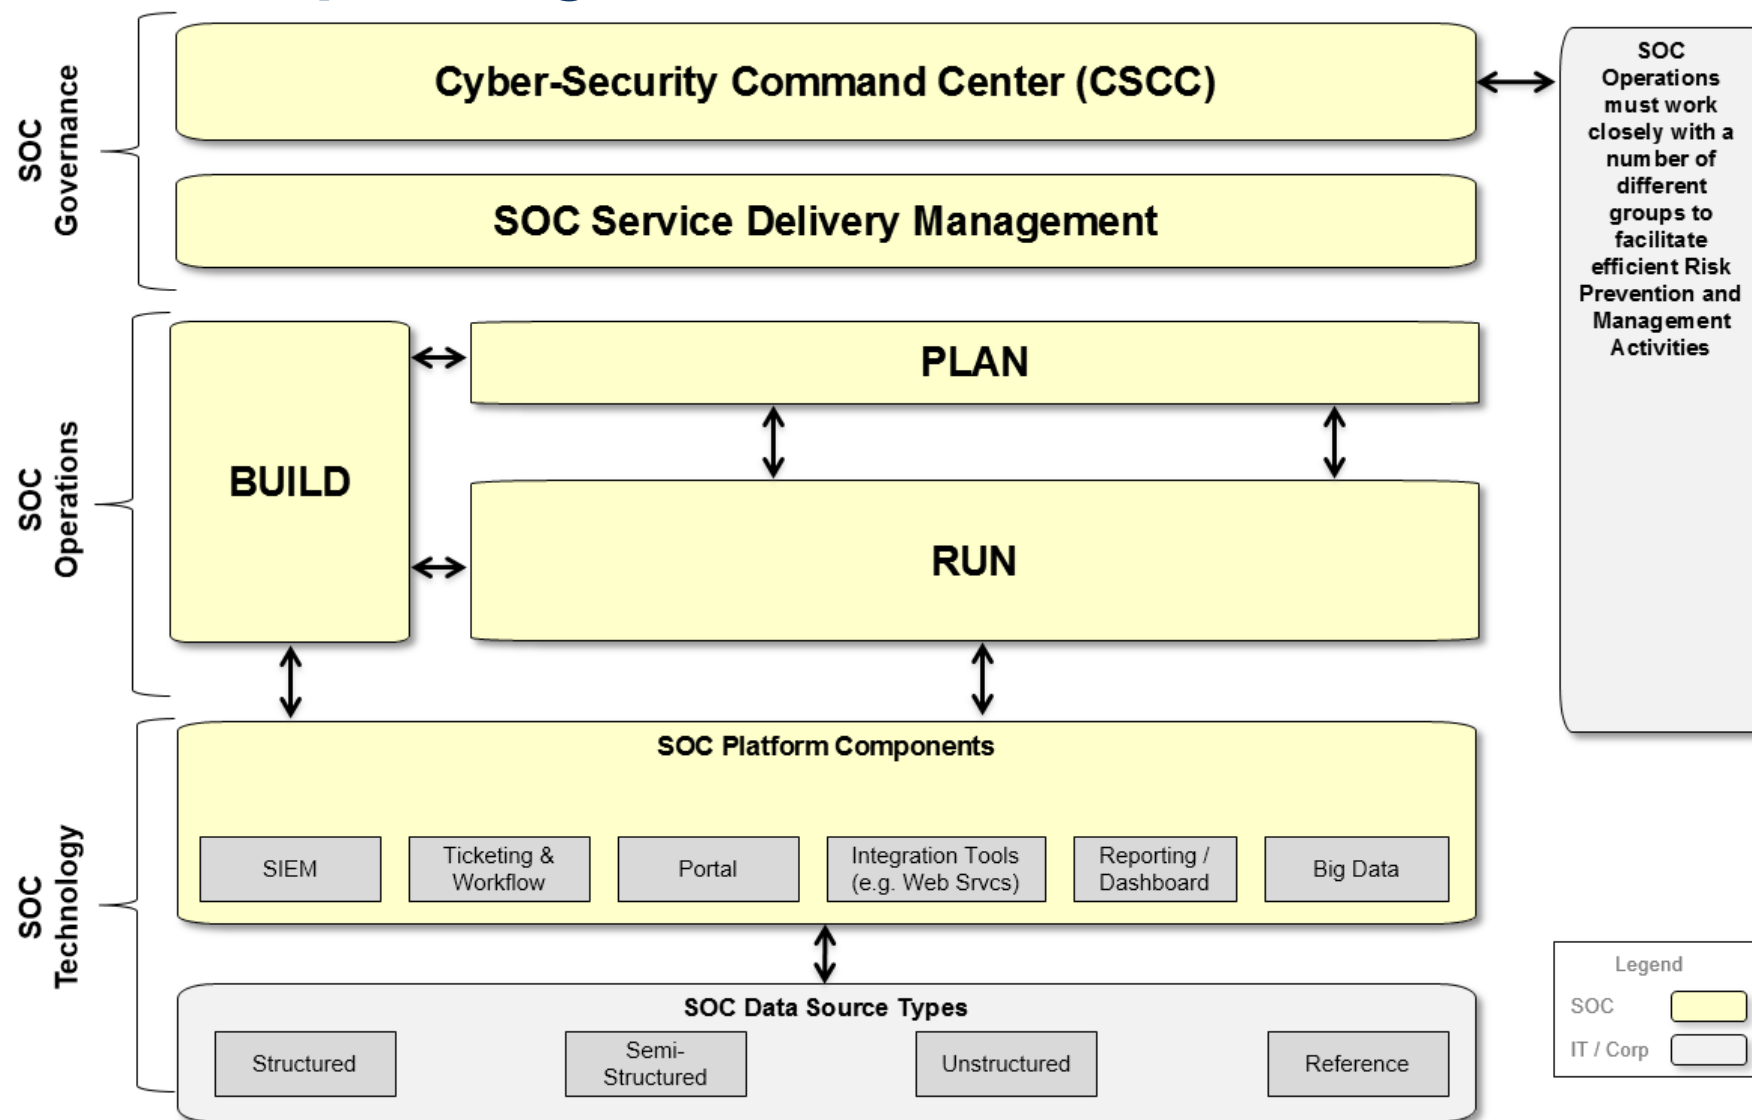 SOC
Governance
Cyber-Security Command Center (CSCC)
SOC Service Delivery Management
SOC
Operations
must work
closely with a
number of
different
groups to
facilitate
efficient Risk
Prevention and
Management
Activities
SOC
Operations
BUILD
PLAN
RUN
SOC
Technology
SOC Platform Components
SIEM
Ticketing &
Workflow
Portal
Integration Tools
(e.g. Web Srvcs)
Reporting /
Dashboard
Big Data
SOC Data Source Types
Structured
Semi-
Structured
Unstructured
Reference
Legend
SOC
IT / Corp